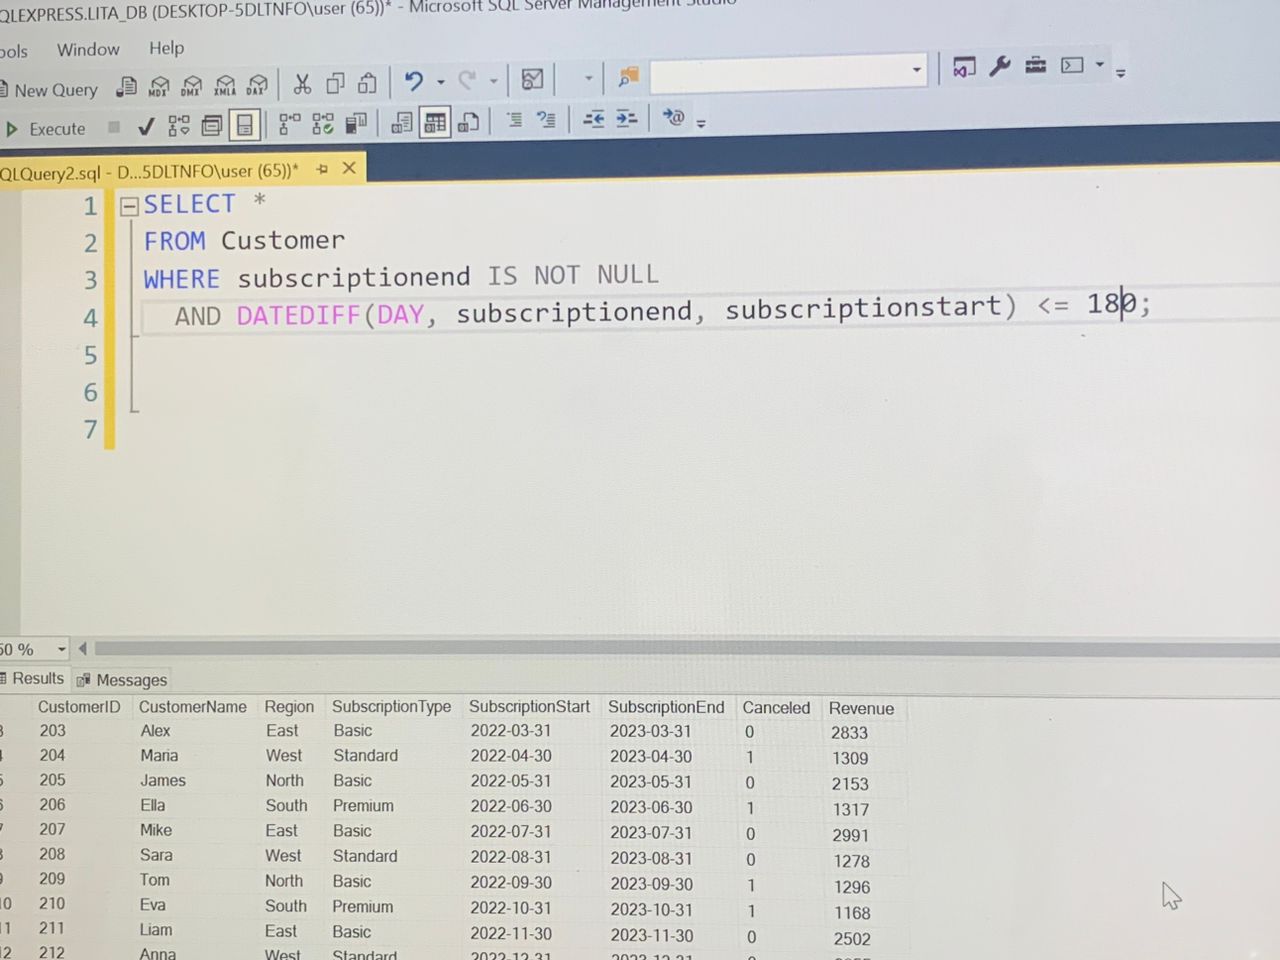 QLEXPRESS.LITA_DB (DESKTOP-5DLTNFO\user (65))* - Microsoft SQL Server Management Studio
ools Window Help
New Query MDX DMX XMLA DAX
Execute
QLQuery2.sql - D...5DLTNFO\user (65))*
1 SELECT *
2 FROM Customer
3 WHERE subscriptionend IS NOT NULL
4 AND DATEDIFF(DAY, subscriptionend, subscriptionstart) <= 180;
5
6
7
50 %
Results Messages
CustomerID CustomerName Region SubscriptionType SubscriptionStart SubscriptionEnd Canceled Revenue
3 203 Alex East Basic 2022-03-31 2023-03-31 0 2833
4 204 Maria West Standard 2022-04-30 2023-04-30 1 1309
5 205 James North Basic 2022-05-31 2023-05-31 0 2153
6 206 Ella South Premium 2022-06-30 2023-06-30 1 1317
7 207 Mike East Basic 2022-07-31 2023-07-31 0 2991
8 208 Sara West Standard 2022-08-31 2023-08-31 0 1278
9 209 Tom North Basic 2022-09-30 2023-09-30 1 1296
10 210 Eva South Premium 2022-10-31 2023-10-31 1 1168
11 211 Liam East Basic 2022-11-30 2023-11-30 0 2502
12 212 Anna West Standard 2022-12-31 2023-12-31